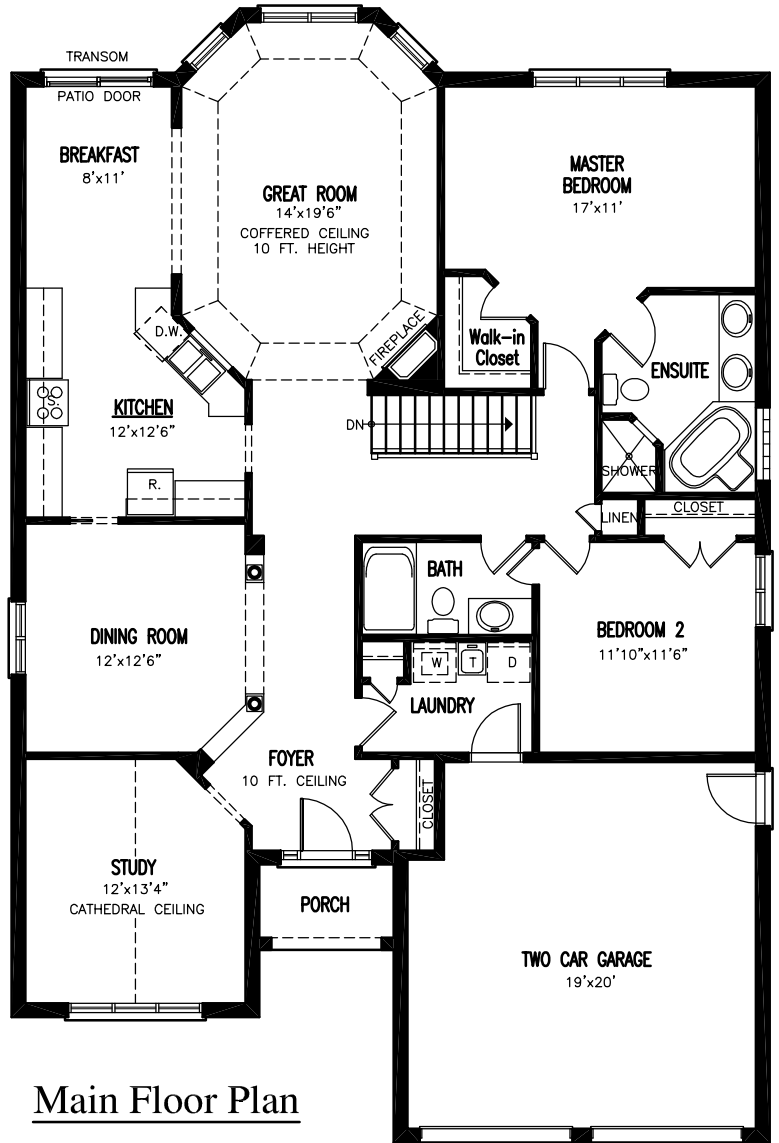 TRANSOM
PATIO DOOR
BREAKFAST
8'x11'
GREAT ROOM
14'x19'6"
COFFERED CEILING
10 FT. HEIGHT
MASTER
BEDROOM
17'x11'
D.W.
FIREPLACE
Walk-in
Closet
ENSUITE
S.
KITCHEN
12'x12'6"
DN
R.
SHOWER
LINEN
CLOSET
BATH
DINING ROOM
12'x12'6"
BEDROOM 2
11'10"x11'6"
W
T
D
LAUNDRY
FOYER
10 FT. CEILING
CLOSET
STUDY
12'x13'4"
CATHEDRAL CEILING
PORCH
TWO CAR GARAGE
19'x20'
Main Floor Plan